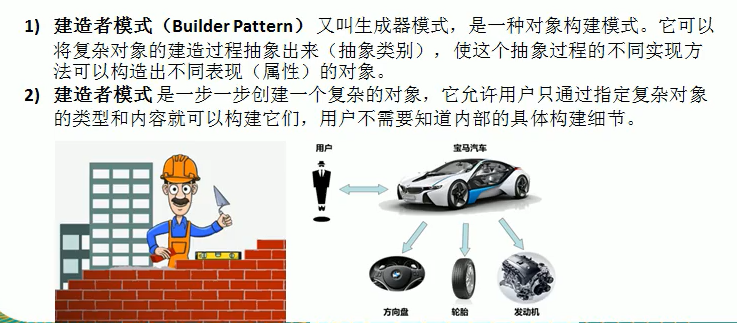 1) 建造者模式（Builder Pattern） 又叫生成器模式，是一种对象构建模式。它可以
将复杂对象的建造过程抽象出来（抽象类别），使这个抽象过程的不同实现方
法可以构造出不同表现（属性）的对象。
2) 建造者模式 是一步一步创建一个复杂的对象，它允许用户只通过指定复杂对象
的类型和内容就可以构建它们，用户不需要知道内部的具体构建细节。
用户
宝马汽车
方向盘
轮胎
发动机